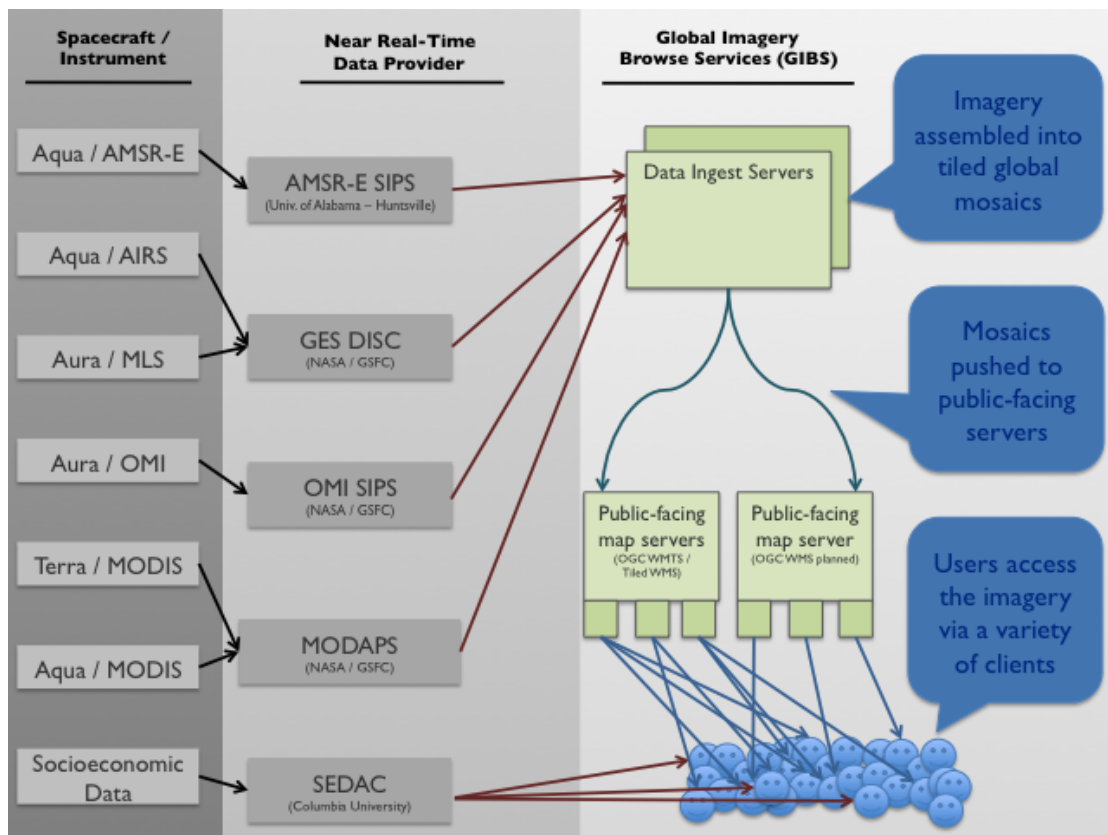 Spacecraft /
Instrument
Near Real-Time
Data Provider
Global Imagery
Browse Services (GIBS)
Aqua / AMSR-E
Aqua / AIRS
Aura / MLS
Aura / OMI
Terra / MODIS
Aqua / MODIS
Socioeconomic
Data
AMSR-E SIPS
(Univ. of Alabama – Huntsville)
GES DISC
(NASA / GSFC)
OMI SIPS
(NASA / GSFC)
MODAPS
(NASA / GSFC)
SEDAC
(Columbia University)
Data Ingest Servers
Public-facing
map servers
(OGC WMTS /
Tiled WMS)
Public-facing
map server
(OGC WMS planned)
Imagery
assembled into
tiled global
mosaics
Mosaics
pushed to
public-facing
servers
Users access
the imagery
via a variety
of clients